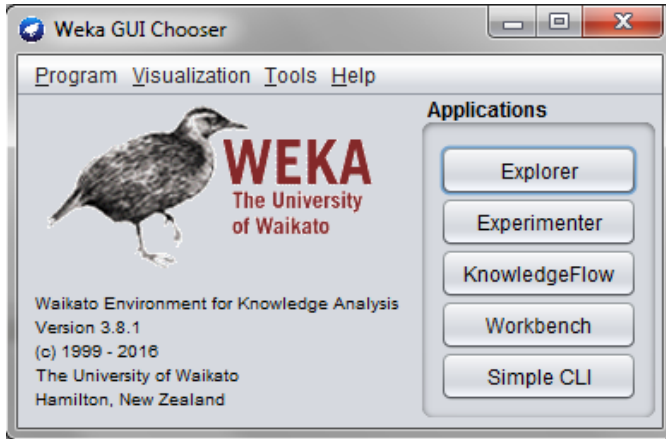 Weka GUI Chooser
Program Visualization Tools Help
WEKA
The University
of Waikato
Waikato Environment for Knowledge Analysis
Version 3.8.1
(c) 1999 - 2016
The University of Waikato
Hamilton, New Zealand
Applications
Explorer
Experimenter
KnowledgeFlow
Workbench
Simple CLI